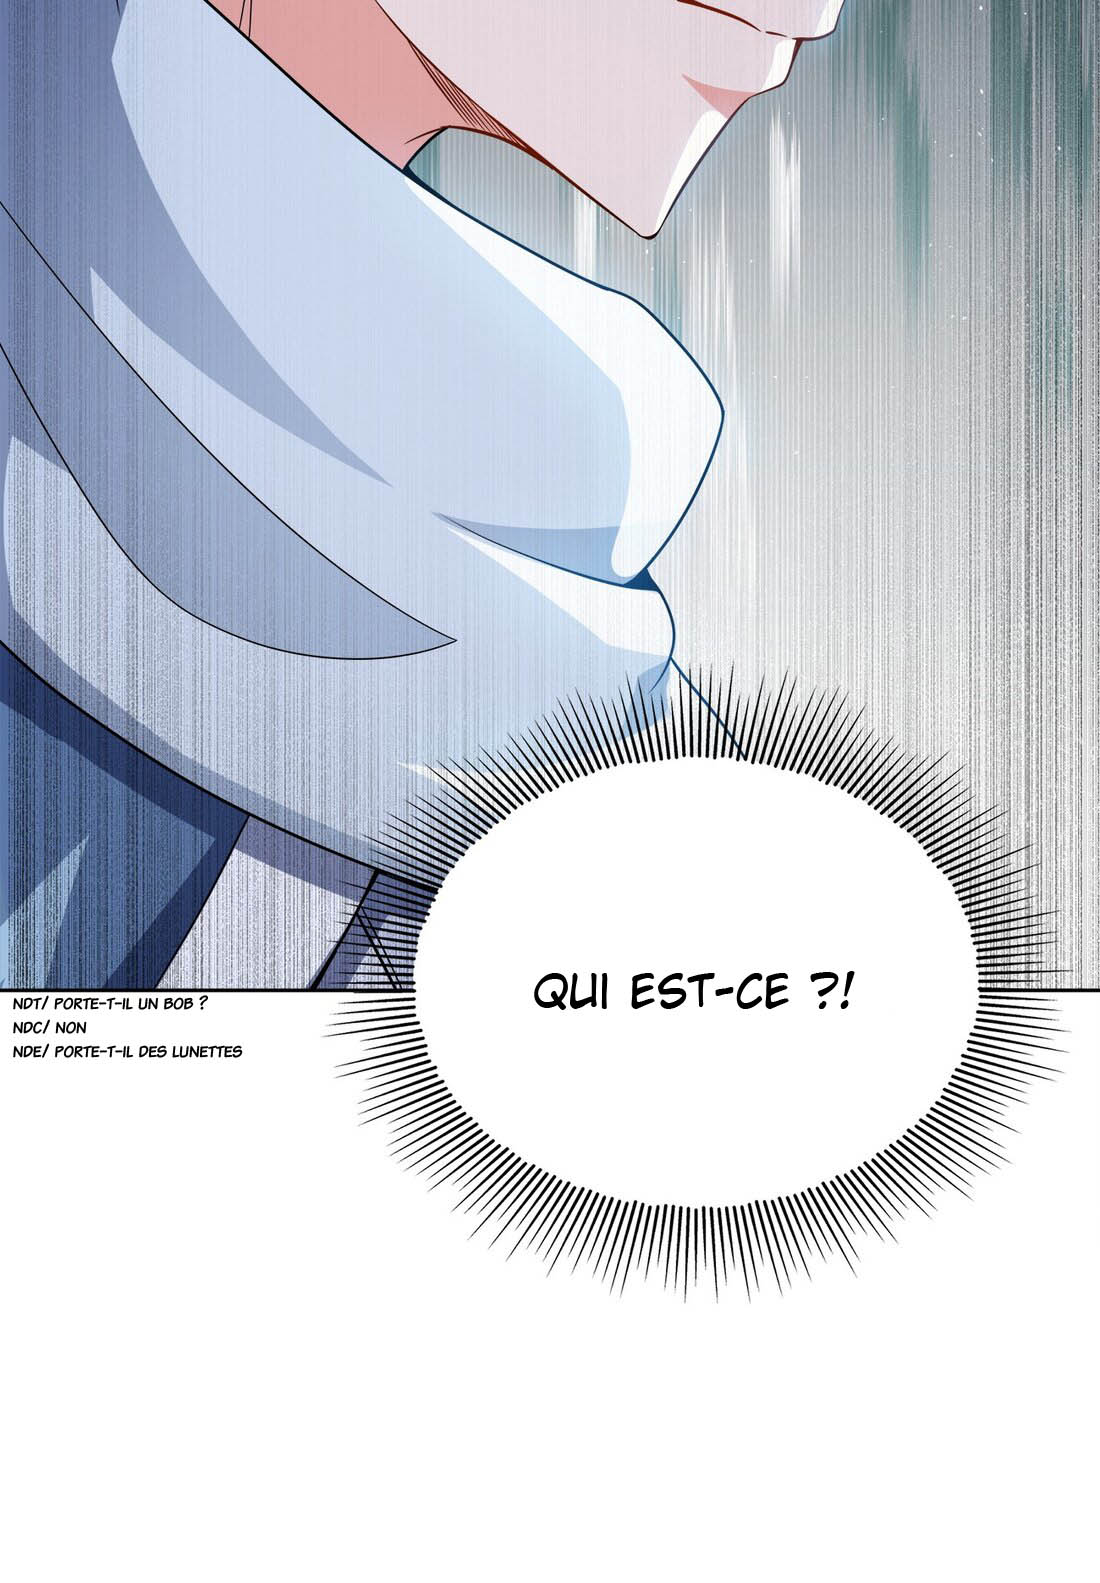 QUI EST-CE ?!
NDT/ PORTE-T-IL UN BOB ?
NDC/ NON
NDE/ PORTE-T-IL DES LUNETTES